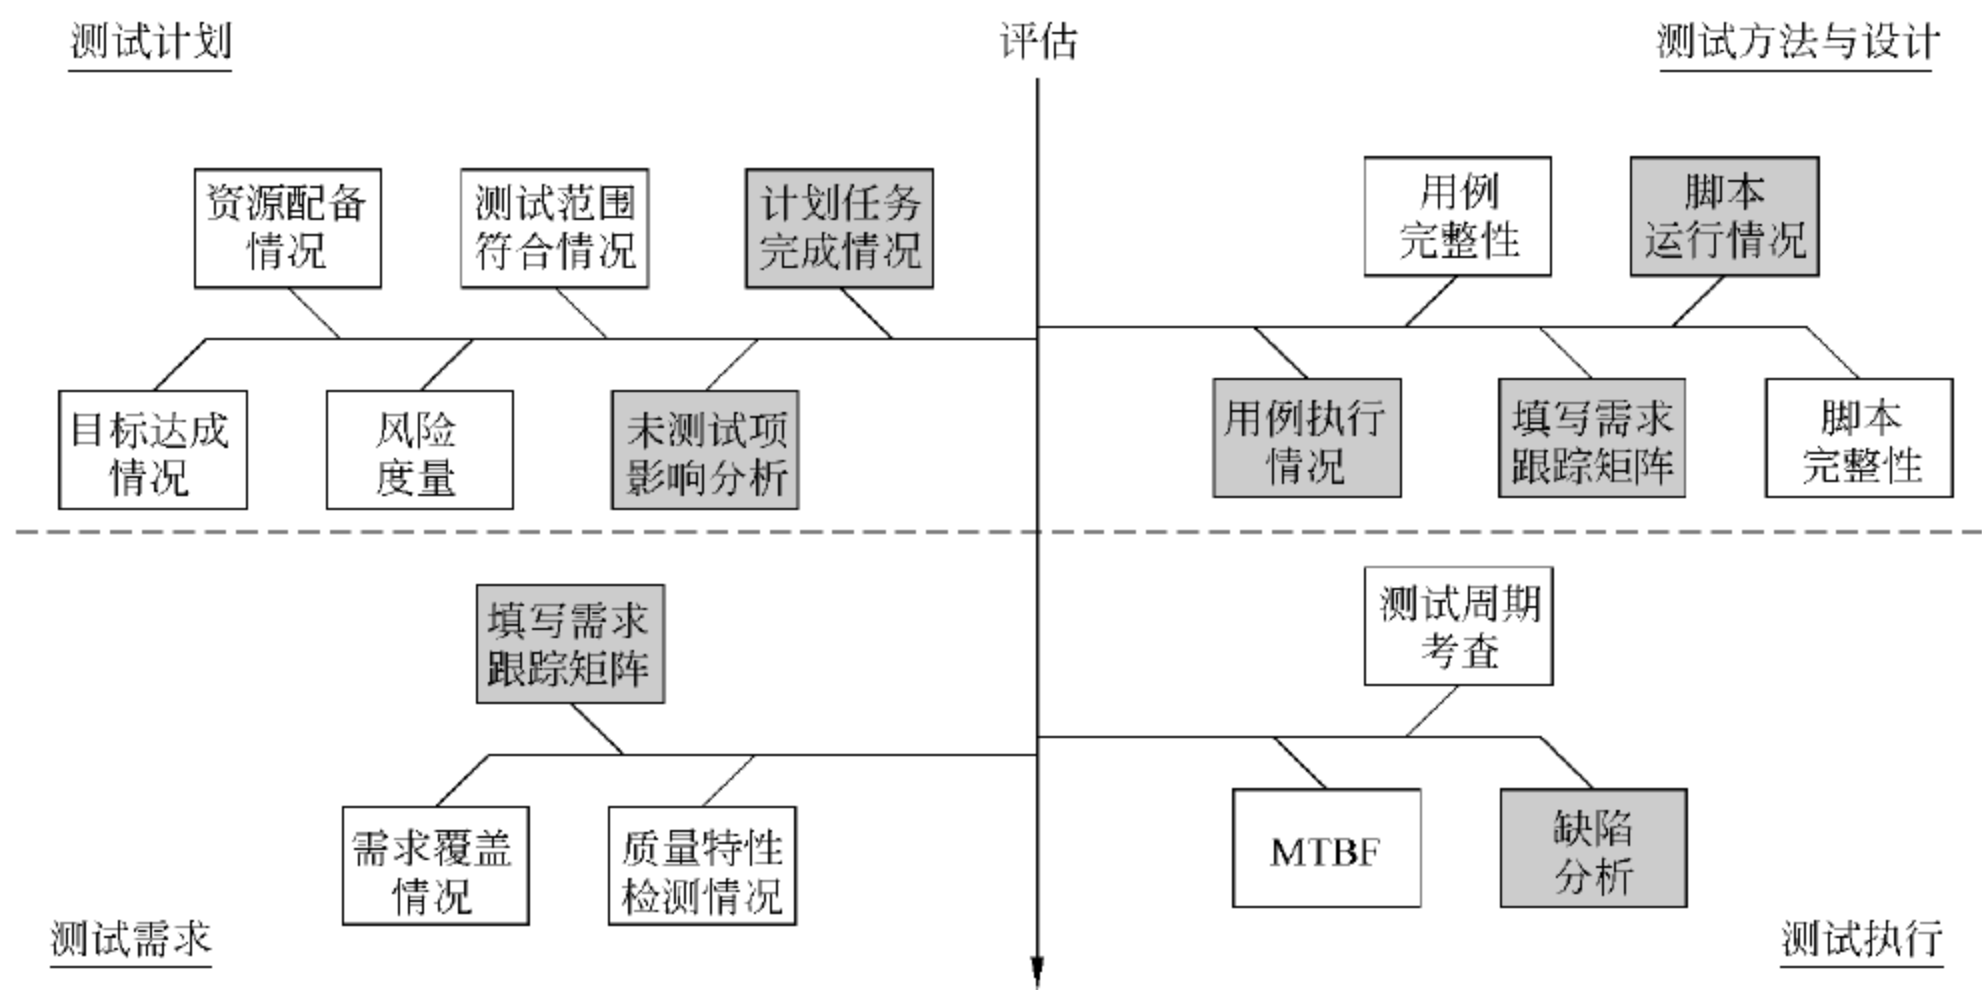 测试计划
评估
测试方法与设计
资源配备
情况
测试范围
符合情况
计划任务
完成情况
用例
完整性
脚本
运行情况
目标达成
情况
风险
度量
未测试项
影响分析
用例执行
情况
填写需求
跟踪矩阵
脚本
完整性
填写需求
跟踪矩阵
测试周期
考查
需求覆盖
情况
质量特性
检测情况
MTBF
缺陷
分析
测试需求
测试执行